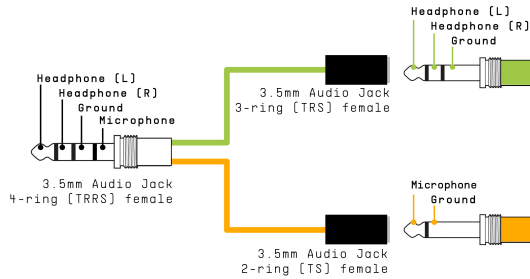 Headphone (L)
Headphone (R)
Ground
Microphone
3.5mm Audio Jack
4-ring (TRRS) female
3.5mm Audio Jack
3-ring (TRS) female
Headphone (L)
Headphone (R)
Ground
3.5mm Audio Jack
2-ring (TS) female
Microphone
Ground